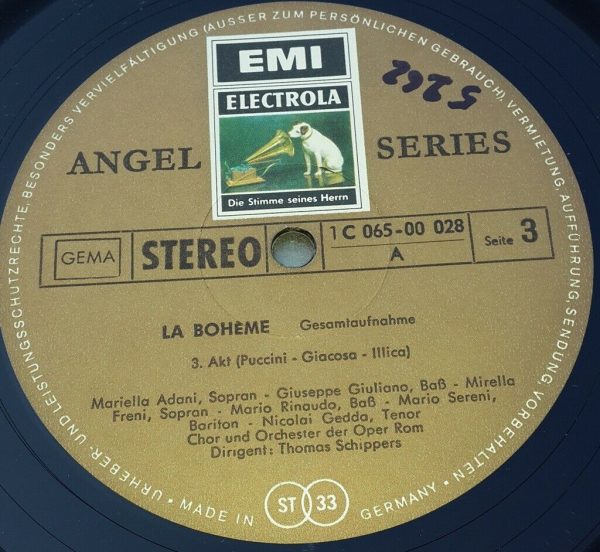 EMI
ELECTROLA
Die Stimme seines Herrn
5262
ANGEL SERIES
GEMA
STEREO
1 C 065-00 028
A
Seite 3
LA BOHÈME Gesamtaufnahme
3. Akt (Puccini - Giacosa - Illica)
Mariella Adani, Sopran - Giuseppe Giuliano, Baß - Mirella
Freni, Sopran - Mario Rinaudo, Baß - Mario Sereni,
Bariton - Nicolai Gedda, Tenor
Chor und Orchester der Oper Rom
Dirigent: Thomas Schippers
ST 33
• URHEBER- UND LEISTUNGSSCHUTZRECHTE, BESONDERS VERVIELFÄLTIGUNG (AUSSER ZUM PERSÖNLICHEN GEBRAUCH), VERMIETUNG, AUFFÜHRUNG, SENDUNG, VORBEHALTEN •
MADE IN GERMANY